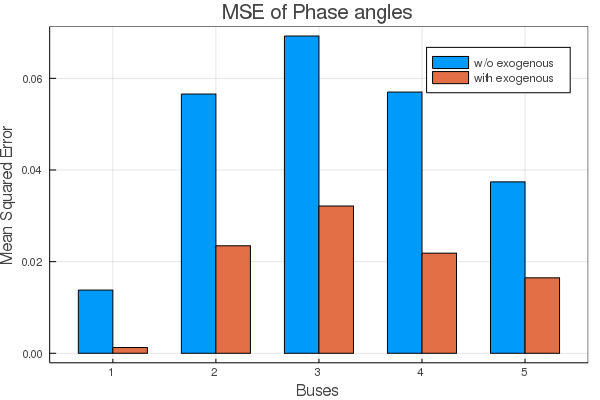 MSE of Phase angles
Mean Squared Error
0.06
0.04
0.02
0.00
w/o exogenous
with exogenous
1 2 3 4 5
Buses